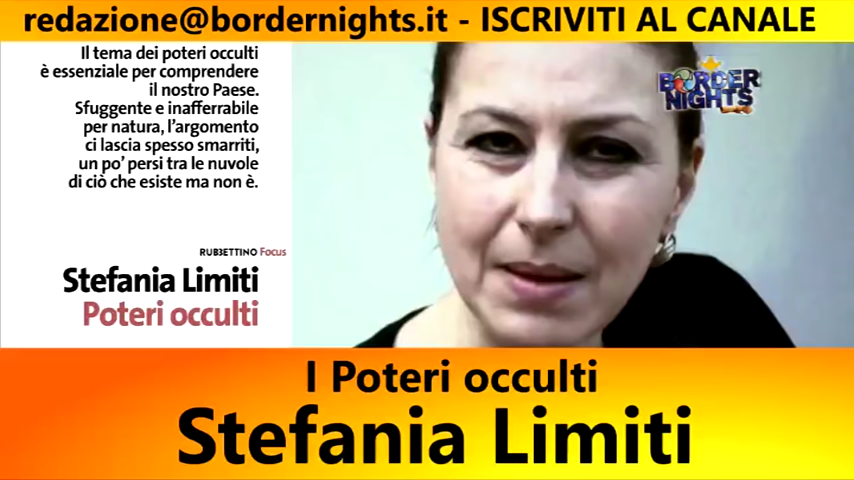 redazione@bordernights.it - ISCRIVITI AL CANALE
Il tema dei poteri occulti
è essenziale per comprendere
il nostro Paese.
Sfuggente e inafferrabile
per natura, l'argomento
ci lascia spesso smarriti,
un po' persi tra le nuvole
di ciò che esiste ma non è.
BORDER
NIGHTS
RUBBETTINO Focus
Stefania Limiti
Poteri occulti
I Poteri occulti
Stefania Limiti